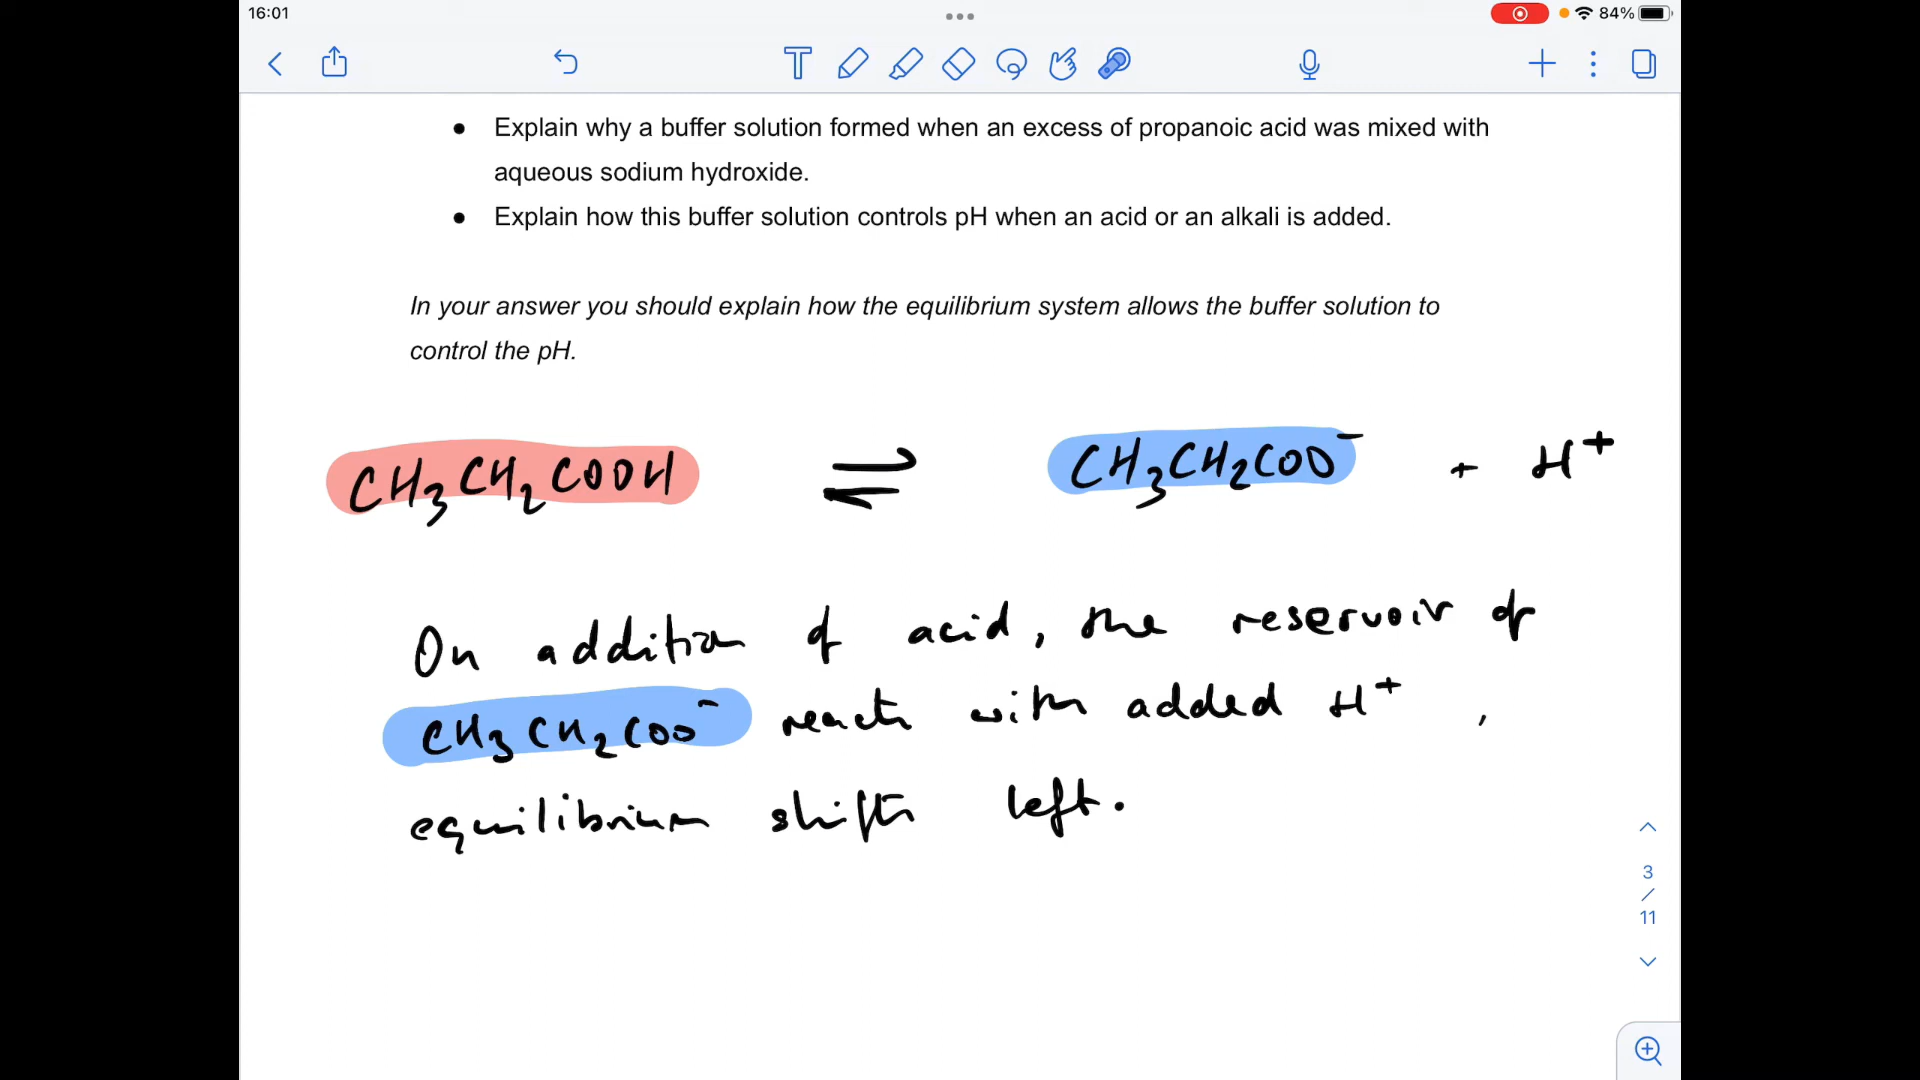 16:01
84%
T
• Explain why a buffer solution formed when an excess of propanoic acid was mixed with
aqueous sodium hydroxide.
• Explain how this buffer solution controls pH when an acid or an alkali is added.
In your answer you should explain how the equilibrium system allows the buffer solution to
control the pH.
CH₃CH₂COOH ⇌ CH₃CH₂COO⁻ + H⁺
On addition of acid, the reservoir of
CH₃CH₂COO⁻ reacts with added H⁺,
equilibrium shifts left.
3
/
11